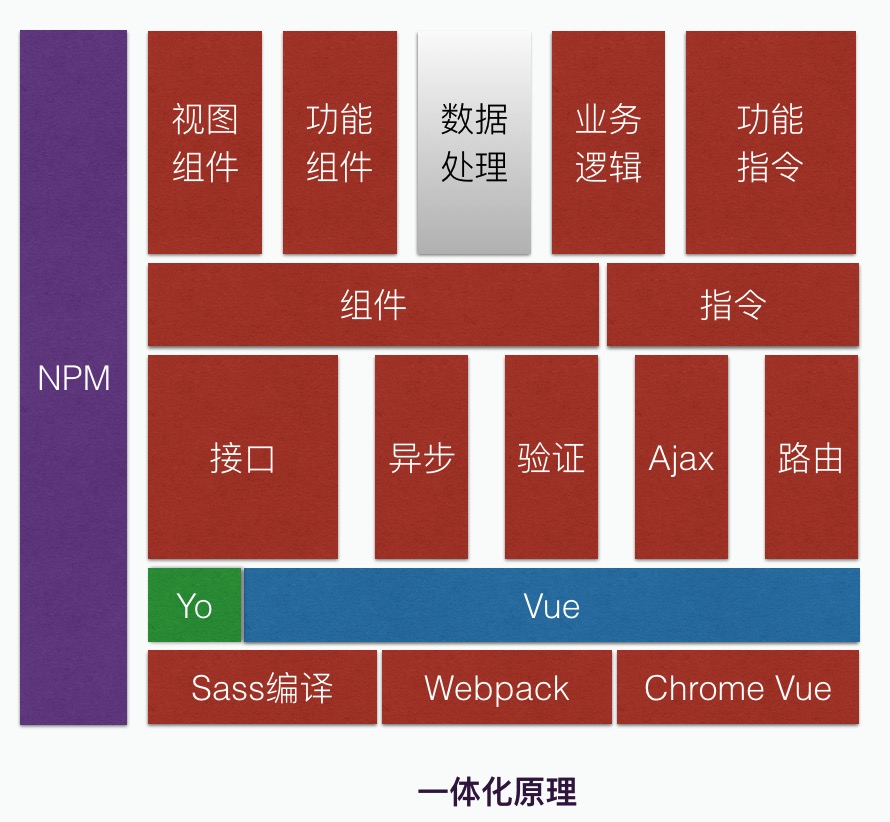 视图
组件
功能
组件
数据
处理
业务
逻辑
功能
指令
组件
指令
NPM
接口
异步
验证
Ajax
路由
Yo
Vue
Sass编译
Webpack
Chrome Vue
一体化原理